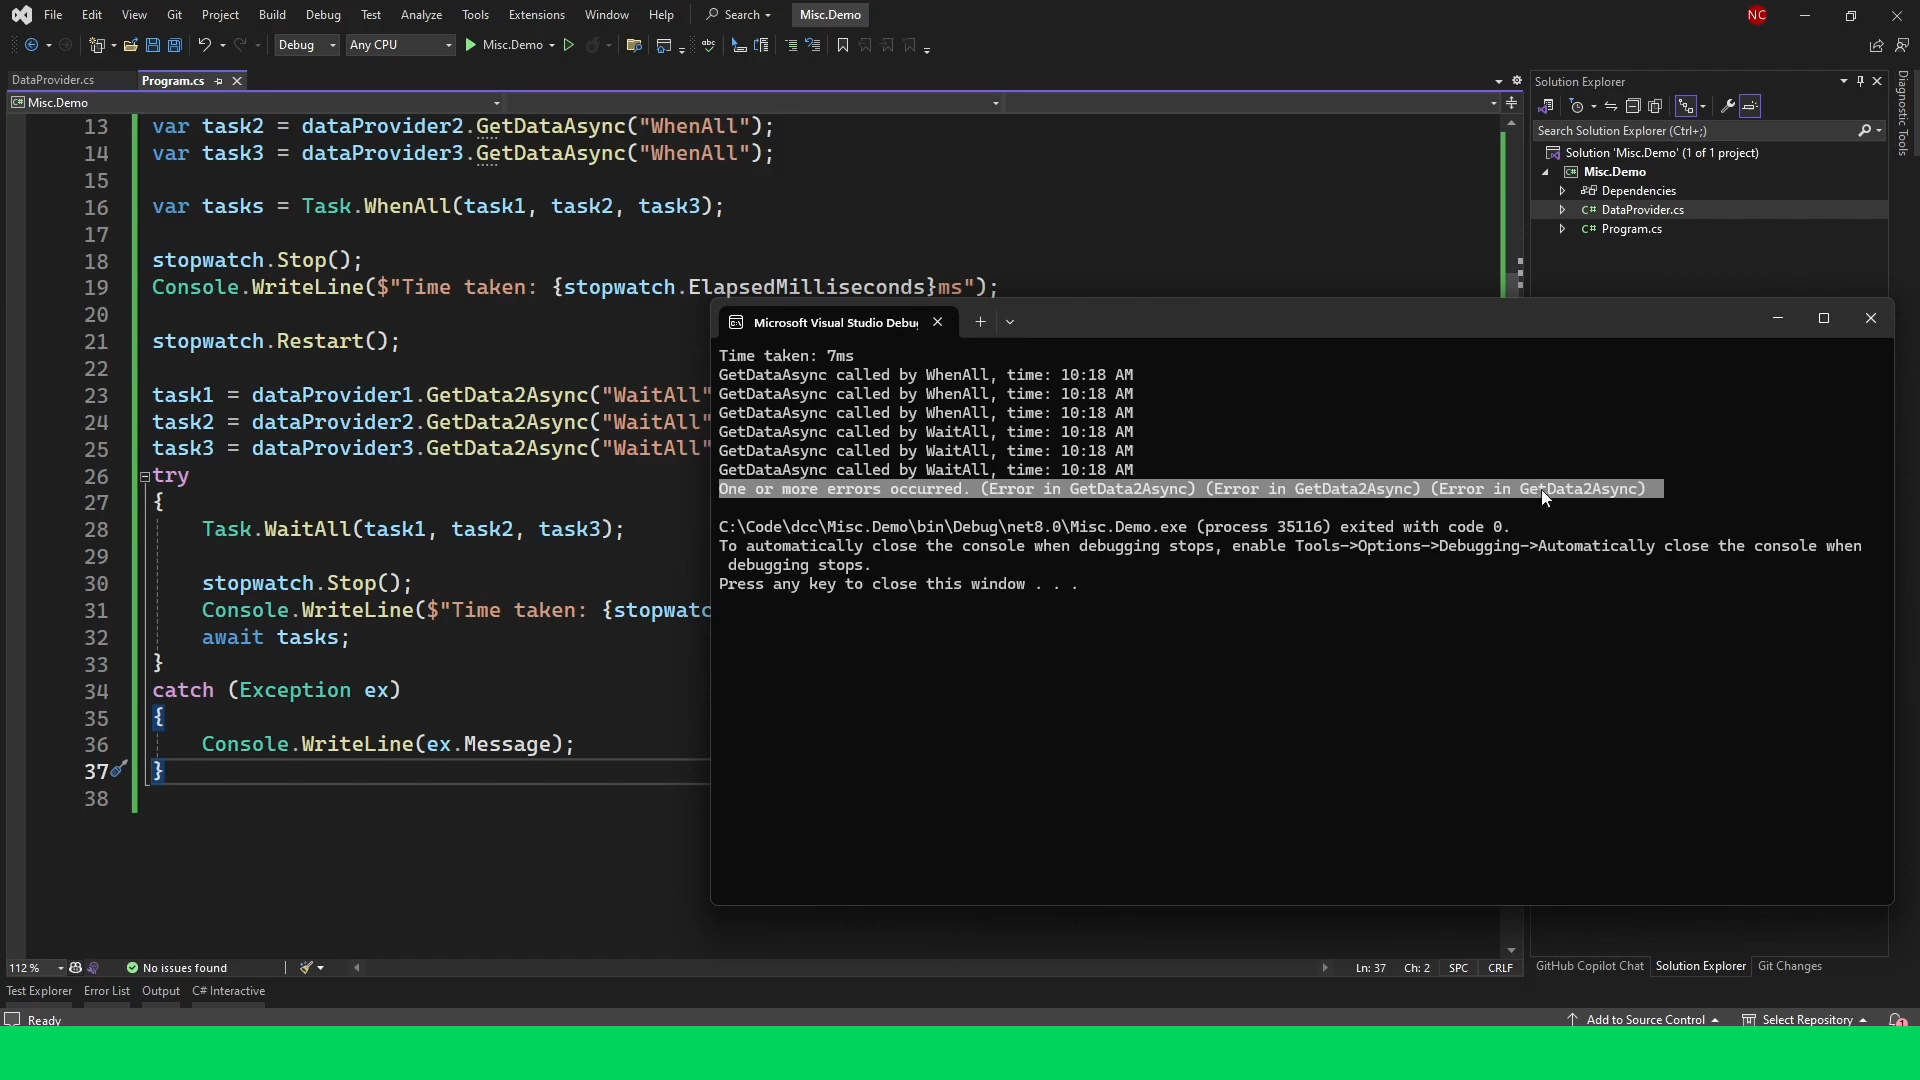 File Edit View Git Project Build Debug Test Analyze Tools Extensions Window Help Search Misc.Demo NC
Debug Any CPU Misc.Demo
DataProvider.cs Program.cs
Misc.Demo
13 var task2 = dataProvider2.GetDataAsync("WhenAll");
14 var task3 = dataProvider3.GetDataAsync("WhenAll");
15
16 var tasks = Task.WhenAll(task1, task2, task3);
17
18 stopwatch.Stop();
19 Console.WriteLine($"Time taken: {stopwatch.ElapsedMilliseconds}ms");
20
21 stopwatch.Restart();
22
23 task1 = dataProvider1.GetData2Async("WaitAll"
24 task2 = dataProvider2.GetData2Async("WaitAll"
25 task3 = dataProvider3.GetData2Async("WaitAll"
26 try
27 {
28 Task.WaitAll(task1, task2, task3);
29
30 stopwatch.Stop();
31 Console.WriteLine($"Time taken: {stopwatc
32 await tasks;
33 }
34 catch (Exception ex)
35 {
36 Console.WriteLine(ex.Message);
37 }
38
Microsoft Visual Studio Debug
Time taken: 7ms
GetDataAsync called by WhenAll, time: 10:18 AM
GetDataAsync called by WhenAll, time: 10:18 AM
GetDataAsync called by WhenAll, time: 10:18 AM
GetDataAsync called by WaitAll, time: 10:18 AM
GetDataAsync called by WaitAll, time: 10:18 AM
GetDataAsync called by WaitAll, time: 10:18 AM
One or more errors occurred. (Error in GetData2Async) (Error in GetData2Async) (Error in GetData2Async)
C:\Code\dcc\Misc.Demo\bin\Debug\net8.0\Misc.Demo.exe (process 35116) exited with code 0.
To automatically close the console when debugging stops, enable Tools->Options->Debugging->Automatically close the console when
debugging stops.
Press any key to close this window . . .
Solution Explorer
Search Solution Explorer (Ctrl+;)
Solution 'Misc.Demo' (1 of 1 project)
C# Misc.Demo
Dependencies
C# DataProvider.cs
C# Program.cs
Diagnostic Tools
112 % No issues found Ln: 37 Ch: 2 SPC CRLF
GitHub Copilot Chat Solution Explorer Git Changes
Test Explorer Error List Output C# Interactive
Ready Add to Source Control Select Repository 1